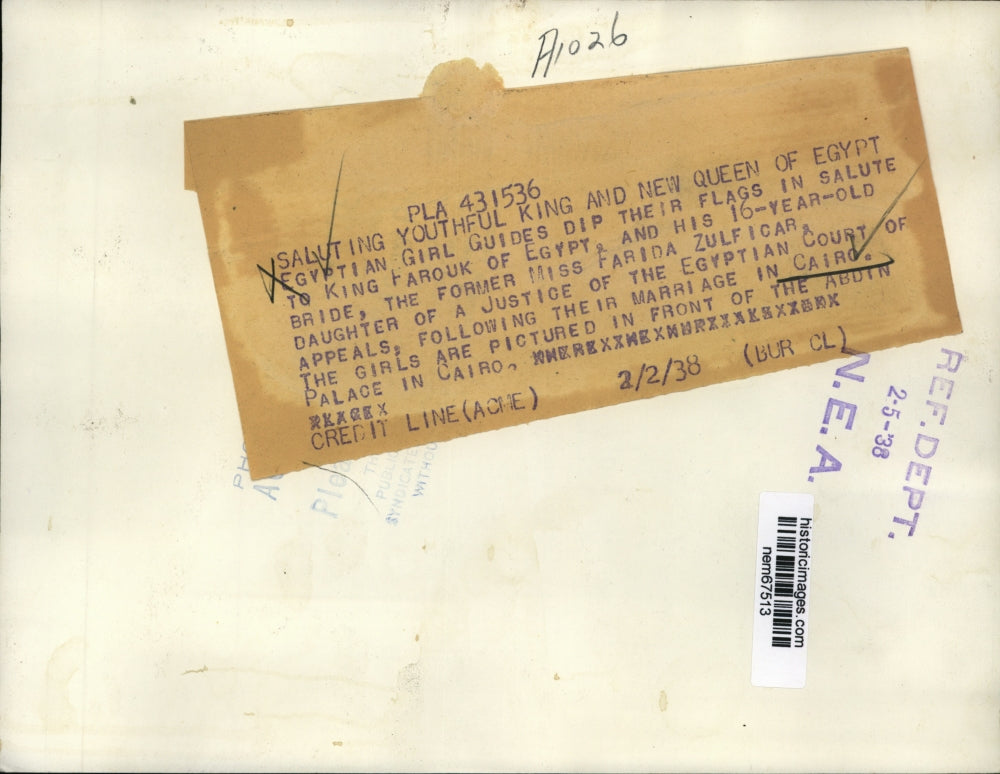 A1026
PLA 431536
SALUTING YOUTHFUL KING AND NEW QUEEN OF EGYPT
EGYPTIAN GIRL GUIDES DIP THEIR FLAGS IN SALUTE
TO KING FAROUK OF EGYPT, AND HIS 16-YEAR-OLD
BRIDE, THE FORMER MISS FARIDA ZULFICAR,
DAUGHTER OF A JUSTICE OF THE EGYPTIAN COURT OF
APPEALS, FOLLOWING THEIR MARRIAGE IN CAIRO.
THE GIRLS ARE PICTURED IN FRONT OF THE ABDIN
PALACE IN CAIRO.
CREDIT LINE (ACME) 2/2/38 (BUR CL)
N.E.A.
2-5-38
REF. DEPT.
PUBLI
SYNDICATE
WITHOU
historicimages.com
nem67513